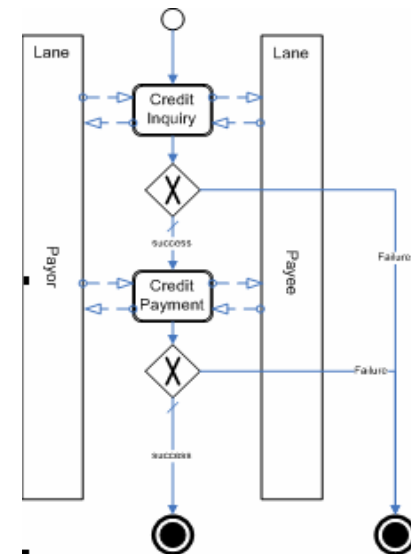 Lane
Lane
Credit
Inquiry
success
Failure
Payor
Payee
Credit
Payment
Failure
success